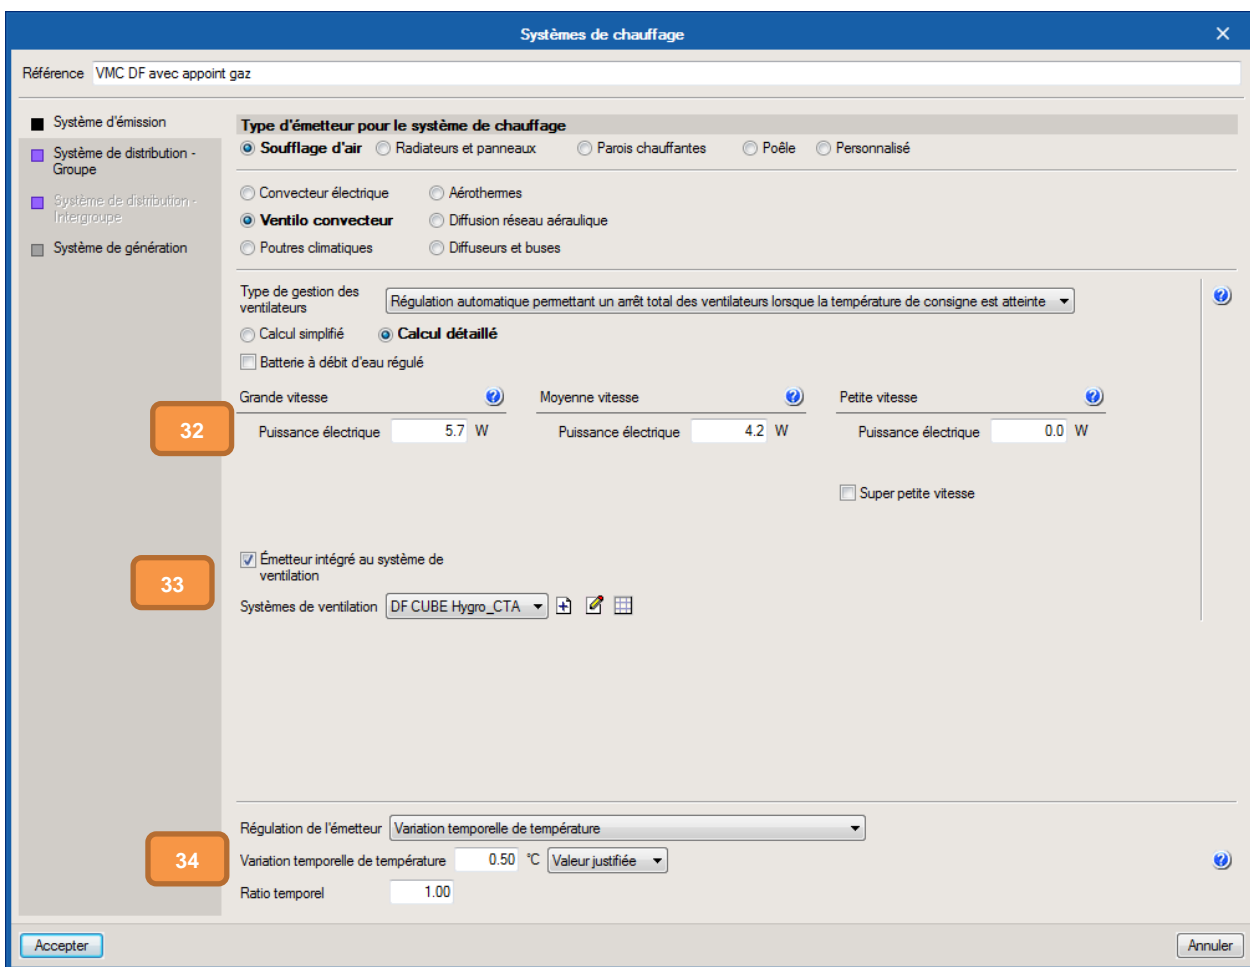 Systèmes de chauffage
Référence VMC DF avec appoint gaz
Système d'émission
Système de distribution -
Groupe
Système de distribution -
Intergroupe
Système de génération
Type d'émetteur pour le système de chauffage
Soufflage d'air Radiateurs et panneaux Parois chauffantes Poêle Personnalisé
Convecteur électrique Aérothermes
Ventilo convecteur Diffusion réseau aéraulique
Poutres climatiques Diffuseurs et buses
Type de gestion des
ventilateurs
Régulation automatique permettant un arrêt total des ventilateurs lorsque la température de consigne est atteinte
Calcul simplifié Calcul détaillé
Batterie à débit d'eau régulé
Grande vitesse Moyenne vitesse Petite vitesse
32 Puissance électrique 5.7 W Puissance électrique 4.2 W Puissance électrique 0.0 W
Super petite vitesse
Émetteur intégré au système de
ventilation
33
Systèmes de ventilation DF CUBE Hygro_CTA
Régulation de l'émetteur Variation temporelle de température
34 Variation temporelle de température 0.50 °C Valeur justifiée
Ratio temporel 1.00
Accepter Annuler